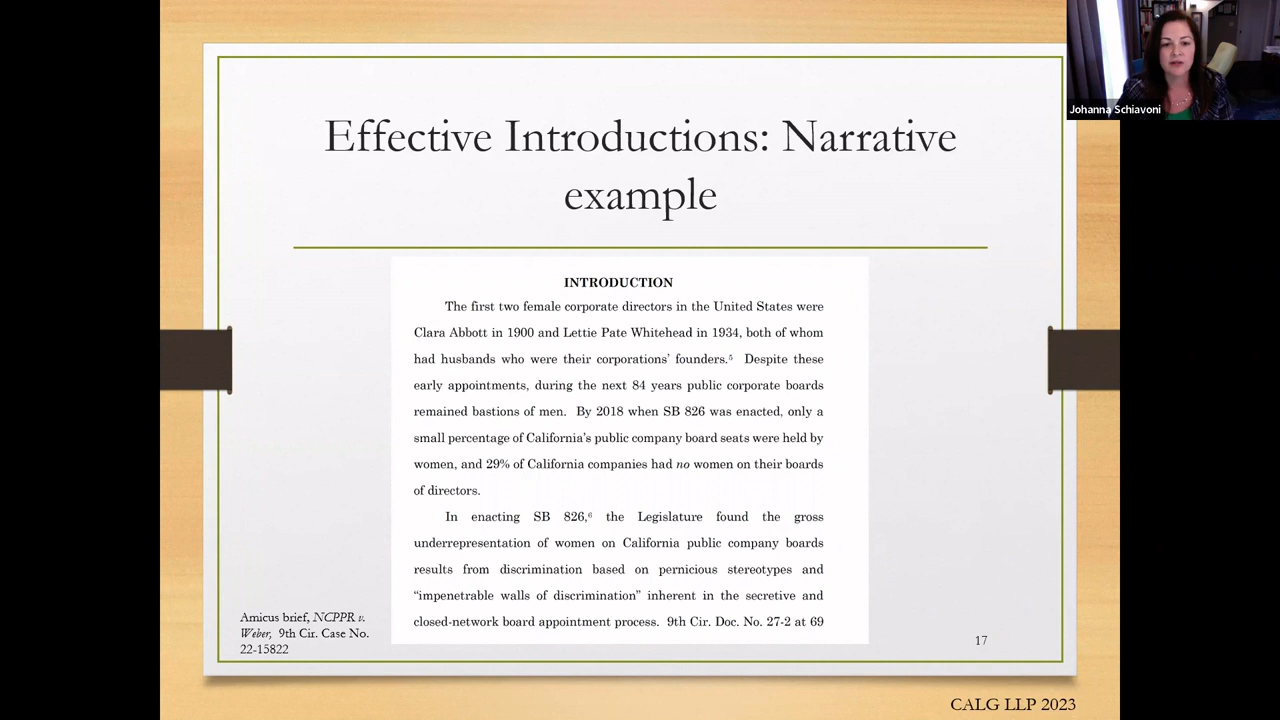 Johanna Schiavoni
Effective Introductions: Narrative
example
INTRODUCTION
The first two female corporate directors in the United States were
Clara Abbott in 1900 and Lettie Pate Whitehead in 1934, both of whom
had husbands who were their corporations’ founders.⁵ Despite these
early appointments, during the next 84 years public corporate boards
remained bastions of men. By 2018 when SB 826 was enacted, only a
small percentage of California’s public company board seats were held by
women, and 29% of California companies had no women on their boards
of directors.
In enacting SB 826,⁶ the Legislature found the gross
underrepresentation of women on California public company boards
results from discrimination based on pernicious stereotypes and
“impenetrable walls of discrimination” inherent in the secretive and
closed-network board appointment process. 9th Cir. Doc. No. 27-2 at 69
Amicus brief, NCPPR v.
Weber, 9th Cir. Case No.
22-15822
17
CALG LLP 2023